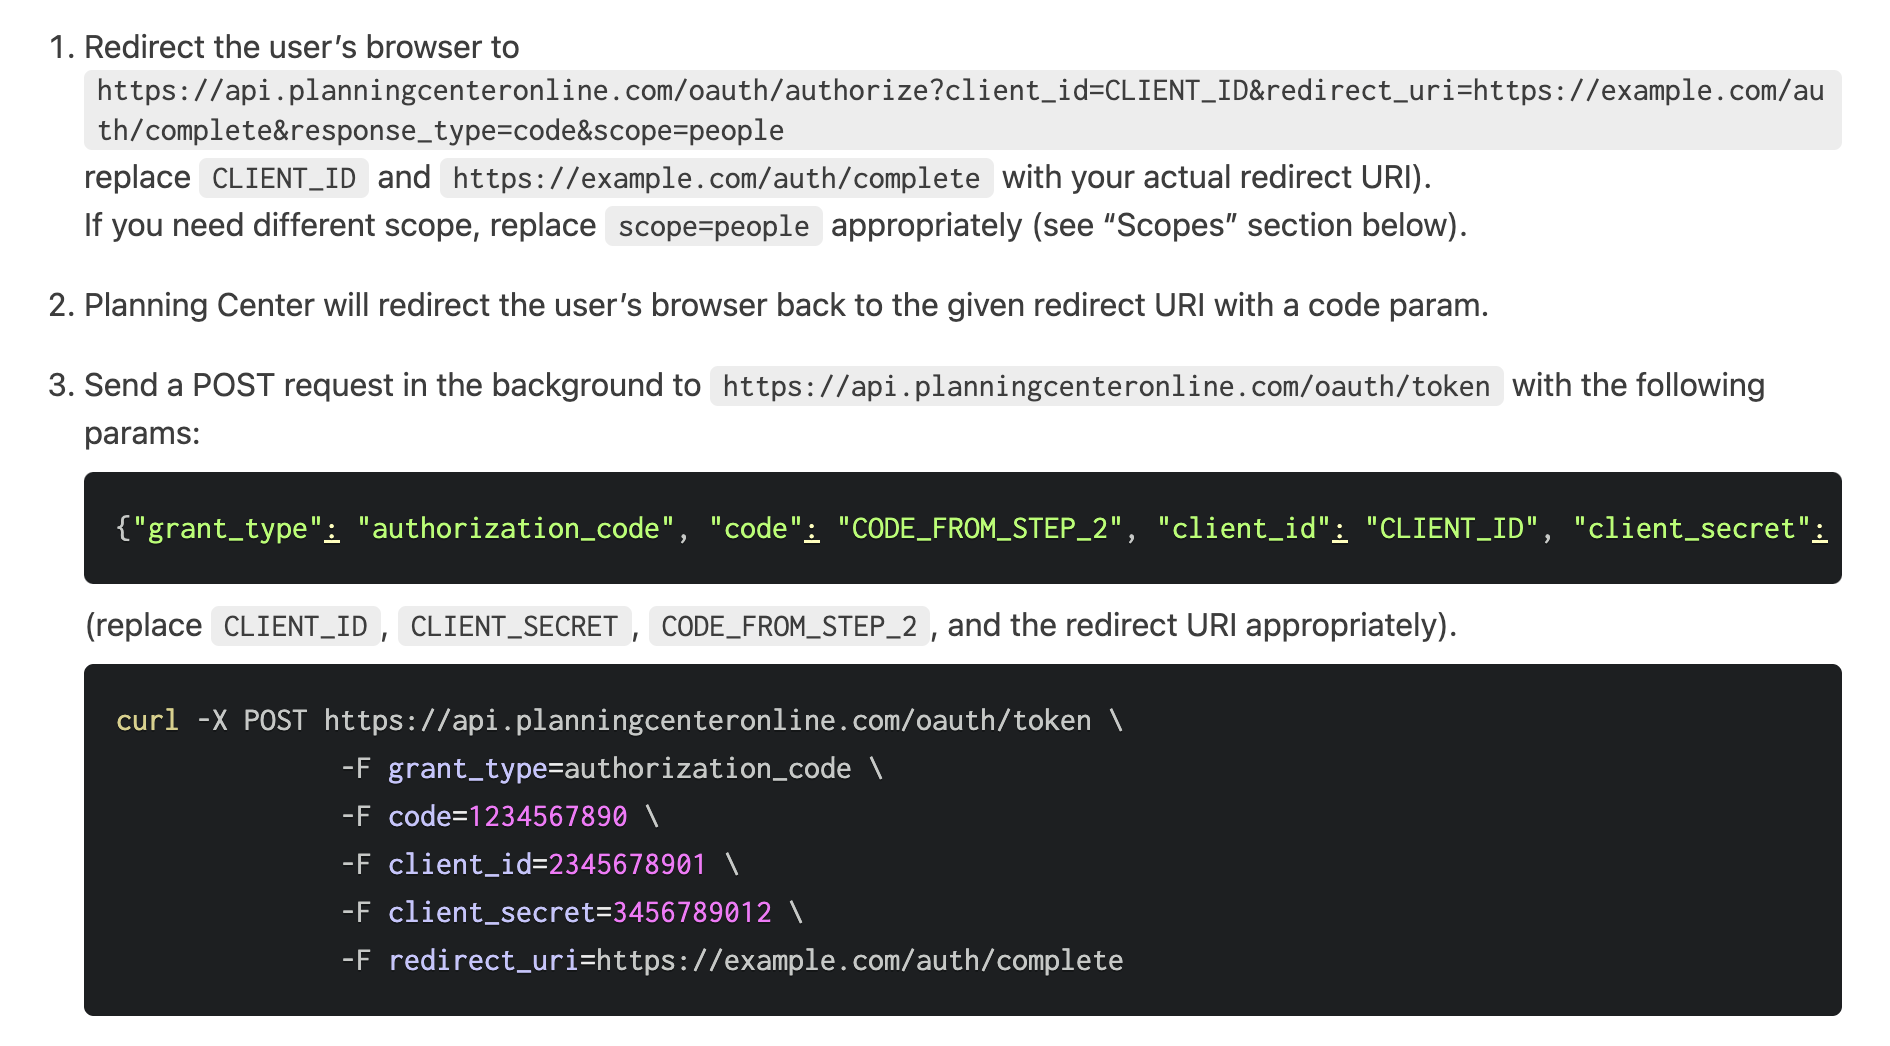 1. Redirect the user’s browser to
https://api.planningcenteronline.com/oauth/authorize?client_id=CLIENT_ID&redirect_uri=https://example.com/au
th/complete&response_type=code&scope=people
replace CLIENT_ID and https://example.com/auth/complete with your actual redirect URI).
If you need different scope, replace scope=people appropriately (see “Scopes” section below).
2. Planning Center will redirect the user’s browser back to the given redirect URI with a code param.
3. Send a POST request in the background to https://api.planningcenteronline.com/oauth/token with the following
params:
{"grant_type": "authorization_code", "code": "CODE_FROM_STEP_2", "client_id": "CLIENT_ID", "client_secret":
(replace CLIENT_ID, CLIENT_SECRET, CODE_FROM_STEP_2, and the redirect URI appropriately).
curl -X POST https://api.planningcenteronline.com/oauth/token \
-F grant_type=authorization_code \
-F code=1234567890 \
-F client_id=2345678901 \
-F client_secret=3456789012 \
-F redirect_uri=https://example.com/auth/complete